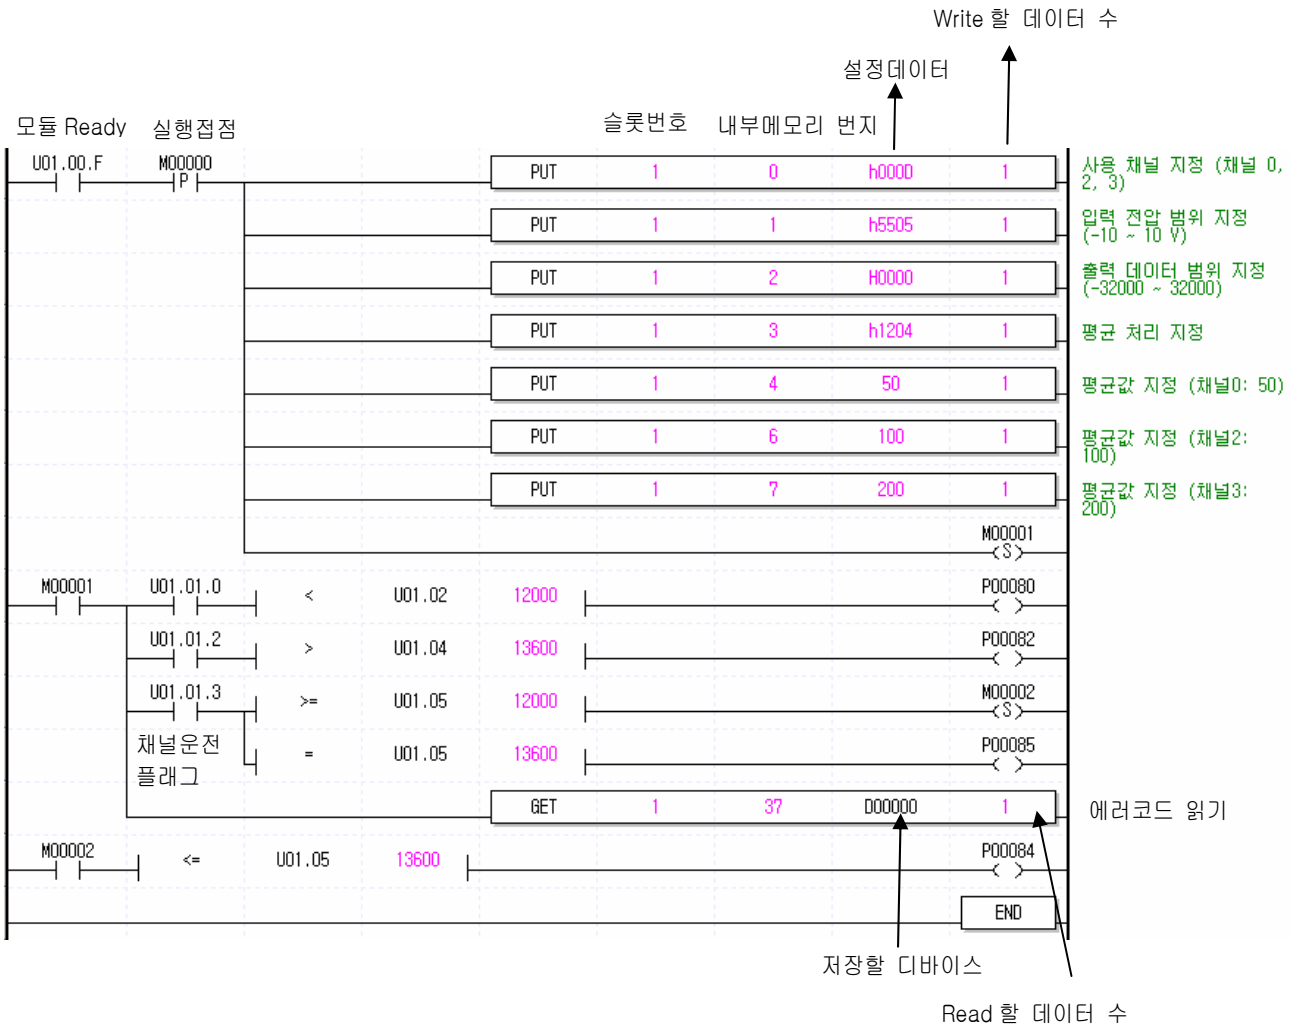 Write 할 데이터 수
설정데이터
모듈 Ready 실행접점 슬롯번호 내부메모리 번지
U01.00.F M00000
P
PUT 1 0 h000D 1
사용 채널 지정 (채널 0,
2, 3)
PUT 1 1 h5505 1
입력 전압 범위 지정
(-10 ~ 10 V)
PUT 1 2 H0000 1
출력 데이터 범위 지정
(-32000 ~ 32000)
PUT 1 3 h1204 1
평균 처리 지정
PUT 1 4 50 1
평균값 지정 (채널0: 50)
PUT 1 6 100 1
평균값 지정 (채널2:
100)
PUT 1 7 200 1
평균값 지정 (채널3:
200)
M00001
S
M00001 U01.01.0 < U01.02 12000 P00080
U01.01.2 > U01.04 13600 P00082
U01.01.3 >= U01.05 12000 M00002
S
채널운전
플래그
= U01.05 13600 P00085
GET 1 37 D00000 1
에러코드 읽기
M00002 <= U01.05 13600 P00084
END
저장할 디바이스
Read 할 데이터 수